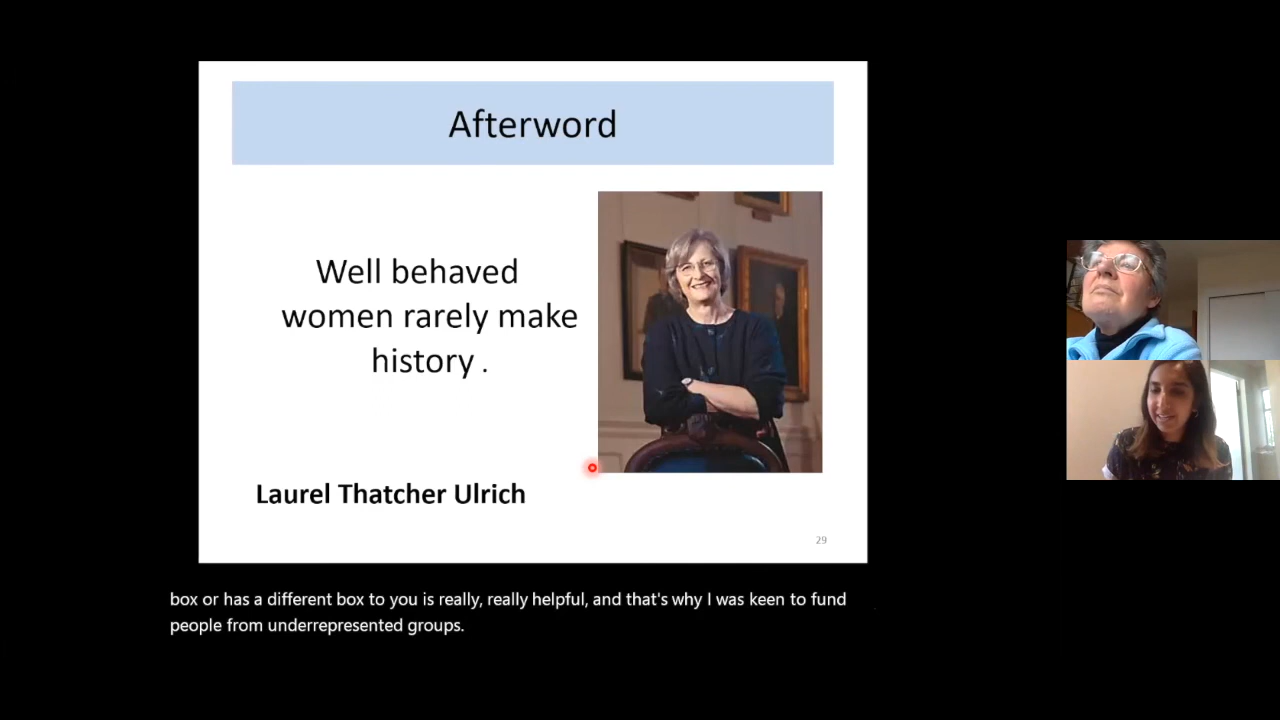 Afterword
Well behaved
women rarely make
history .
Laurel Thatcher Ulrich
29
box or has a different box to you is really, really helpful, and that's why I was keen to fund
people from underrepresented groups.